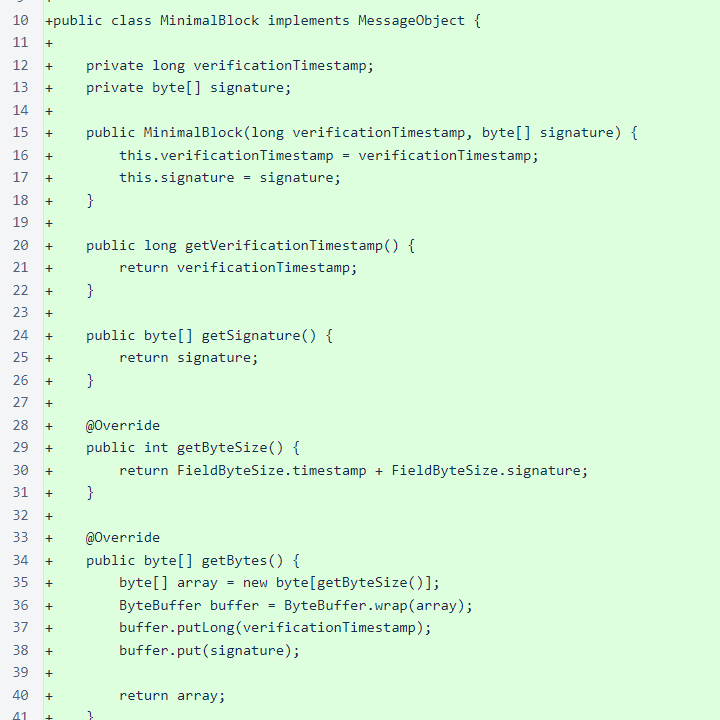 10 +public class MinimalBlock implements MessageObject {
11 +
12 +    private long verificationTimestamp;
13 +    private byte[] signature;
14 +
15 +    public MinimalBlock(long verificationTimestamp, byte[] signature) {
16 +        this.verificationTimestamp = verificationTimestamp;
17 +        this.signature = signature;
18 +    }
19 +
20 +    public long getVerificationTimestamp() {
21 +        return verificationTimestamp;
22 +    }
23 +
24 +    public byte[] getSignature() {
25 +        return signature;
26 +    }
27 +
28 +    @Override
29 +    public int getByteSize() {
30 +        return FieldByteSize.timestamp + FieldByteSize.signature;
31 +    }
32 +
33 +    @Override
34 +    public byte[] getBytes() {
35 +        byte[] array = new byte[getByteSize()];
36 +        ByteBuffer buffer = ByteBuffer.wrap(array);
37 +        buffer.putLong(verificationTimestamp);
38 +        buffer.put(signature);
39 +
40 +        return array;
41 +    }